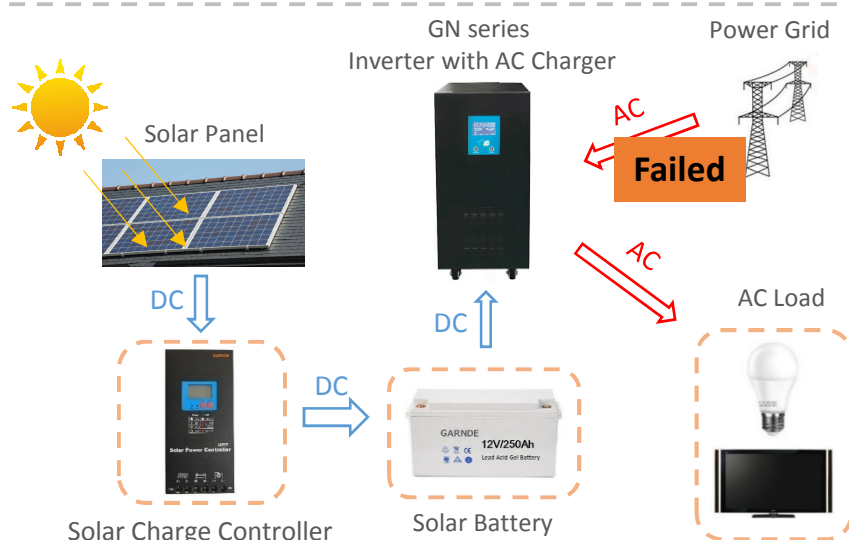 GN series
Inverter with AC Charger
Power Grid
AC
Failed
Solar Panel
AC
DC
DC
AC Load
DC
MPPT
Solar Power Controller
GARNDE
12V/250Ah
Lead Acid Gel Battery
Solar Charge Controller
Solar Battery